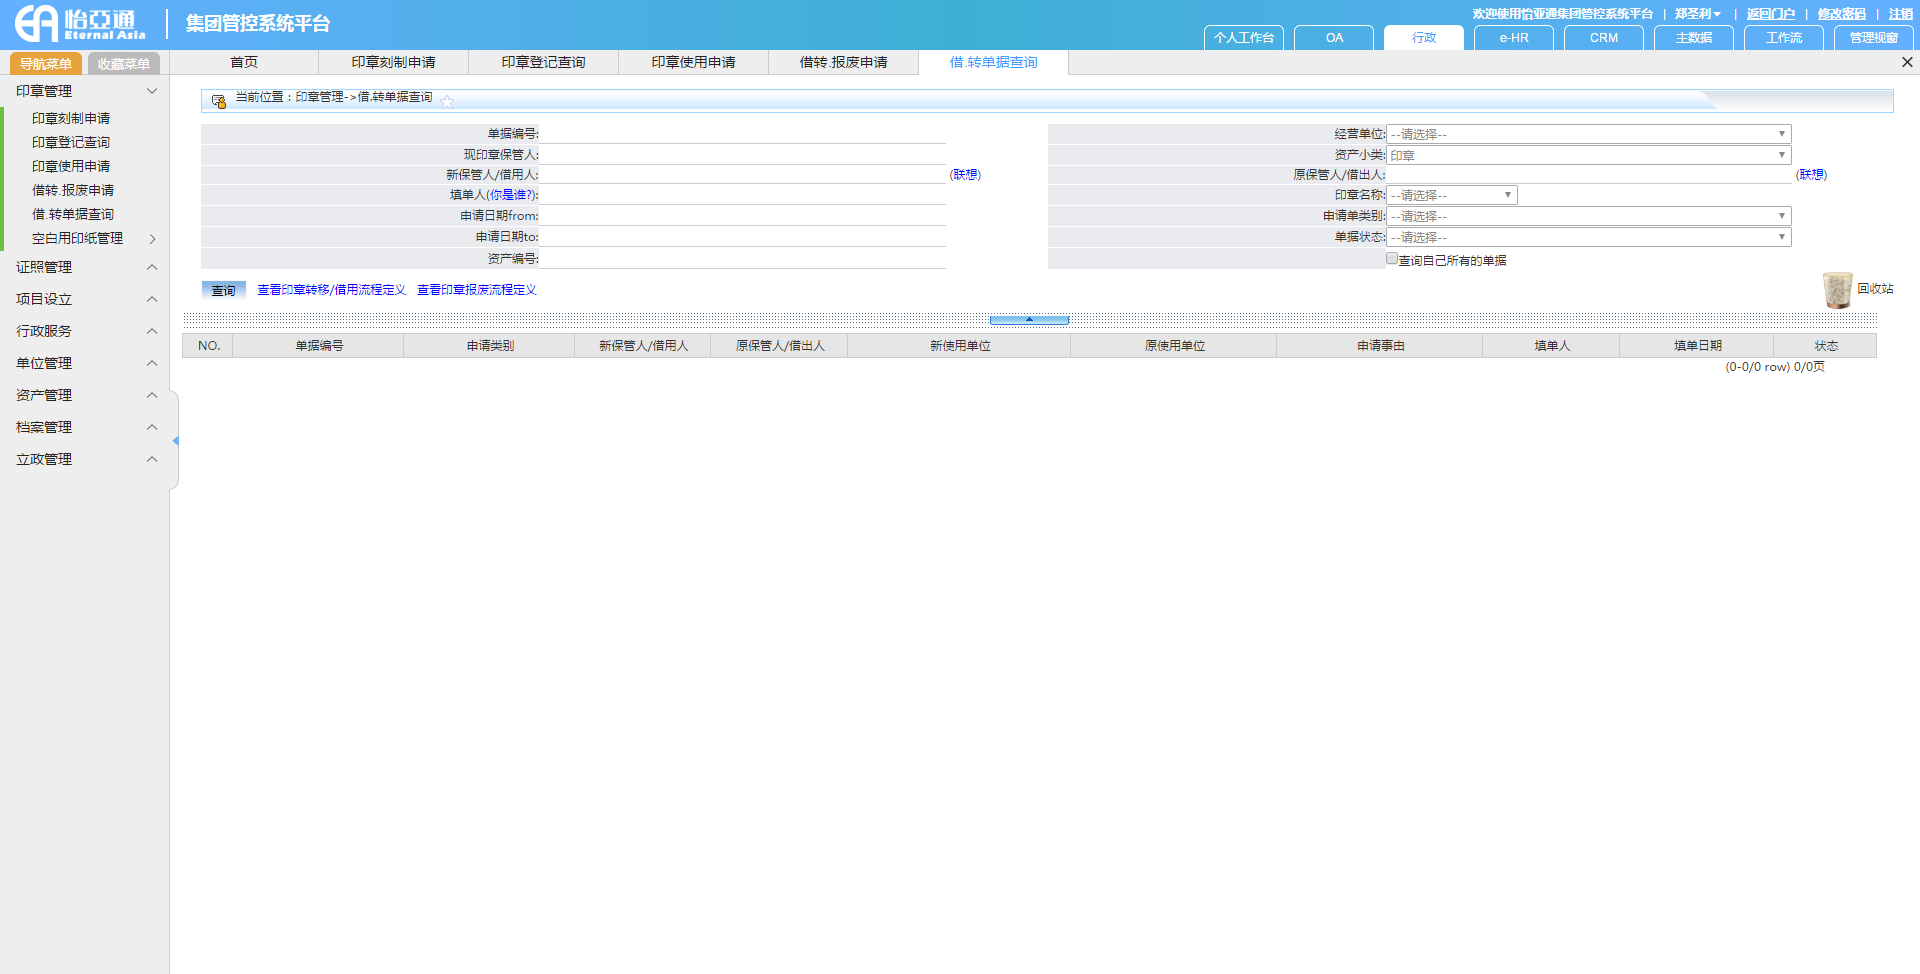 怡亞通 Eternal Asia 集团管控系统平台
欢迎使用怡亚通集团管控系统平台 | 郑圣利 | 返回门户 | 修改密码 | 注销
个人工作台 OA 行政 e-HR CRM 主数据 工作流 管理视窗
导航菜单 收藏菜单
首页 印章刻制申请 印章登记查询 印章使用申请 借转.报废申请 借.转单据查询
印章管理
印章刻制申请
印章登记查询
印章使用申请
借转.报废申请
借.转单据查询
空白用印纸管理
证照管理
项目设立
行政服务
单位管理
资产管理
档案管理
立政管理
当前位置：印章管理->借.转单据查询
单据编号: 经营单位: --请选择--
现印章保管人: 资产小类: 印章
新保管人/借用人: (联想) 原保管人/借出人: (联想)
填单人(你是谁?): 印章名称: --请选择--
申请日期from: 申请单类别: --请选择--
申请日期to: 单据状态: --请选择--
资产编号: 查询自己所有的单据
查询 查看印章转移/借用流程定义 查看印章报废流程定义 回收站
NO. 单据编号 申请类别 新保管人/借用人 原保管人/借出人 新使用单位 原使用单位 申请事由 填单人 填单日期 状态
(0-0/0 row) 0/0页